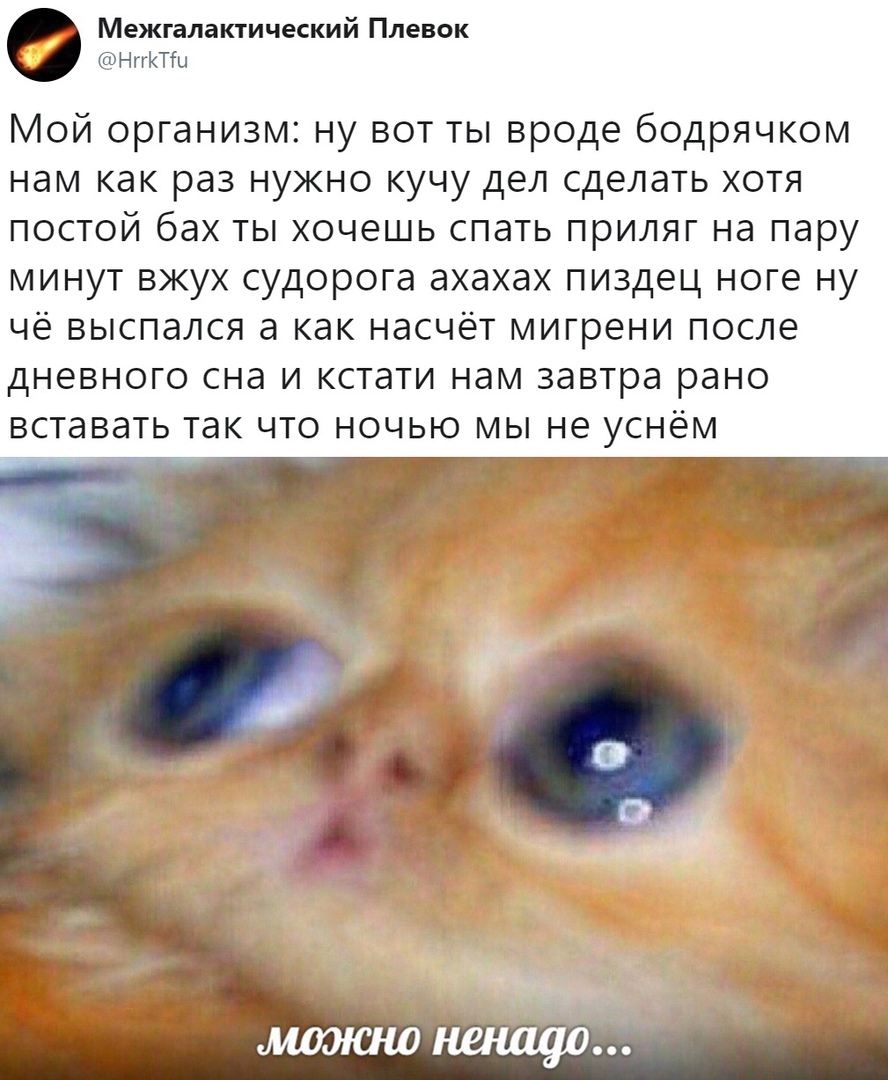 Межгалактический Плевок
@HrrkTfu
Мой организм: ну вот ты вроде бодрячком
нам как раз нужно кучу дел сделать хотя
постой бах ты хочешь спать приляг на пару
минут вжух судорога ахахах пиздец ноге ну
чё выспался а как насчёт мигрени после
дневного сна и кстати нам завтра рано
вставать так что ночью мы не уснём
можно ненадо...